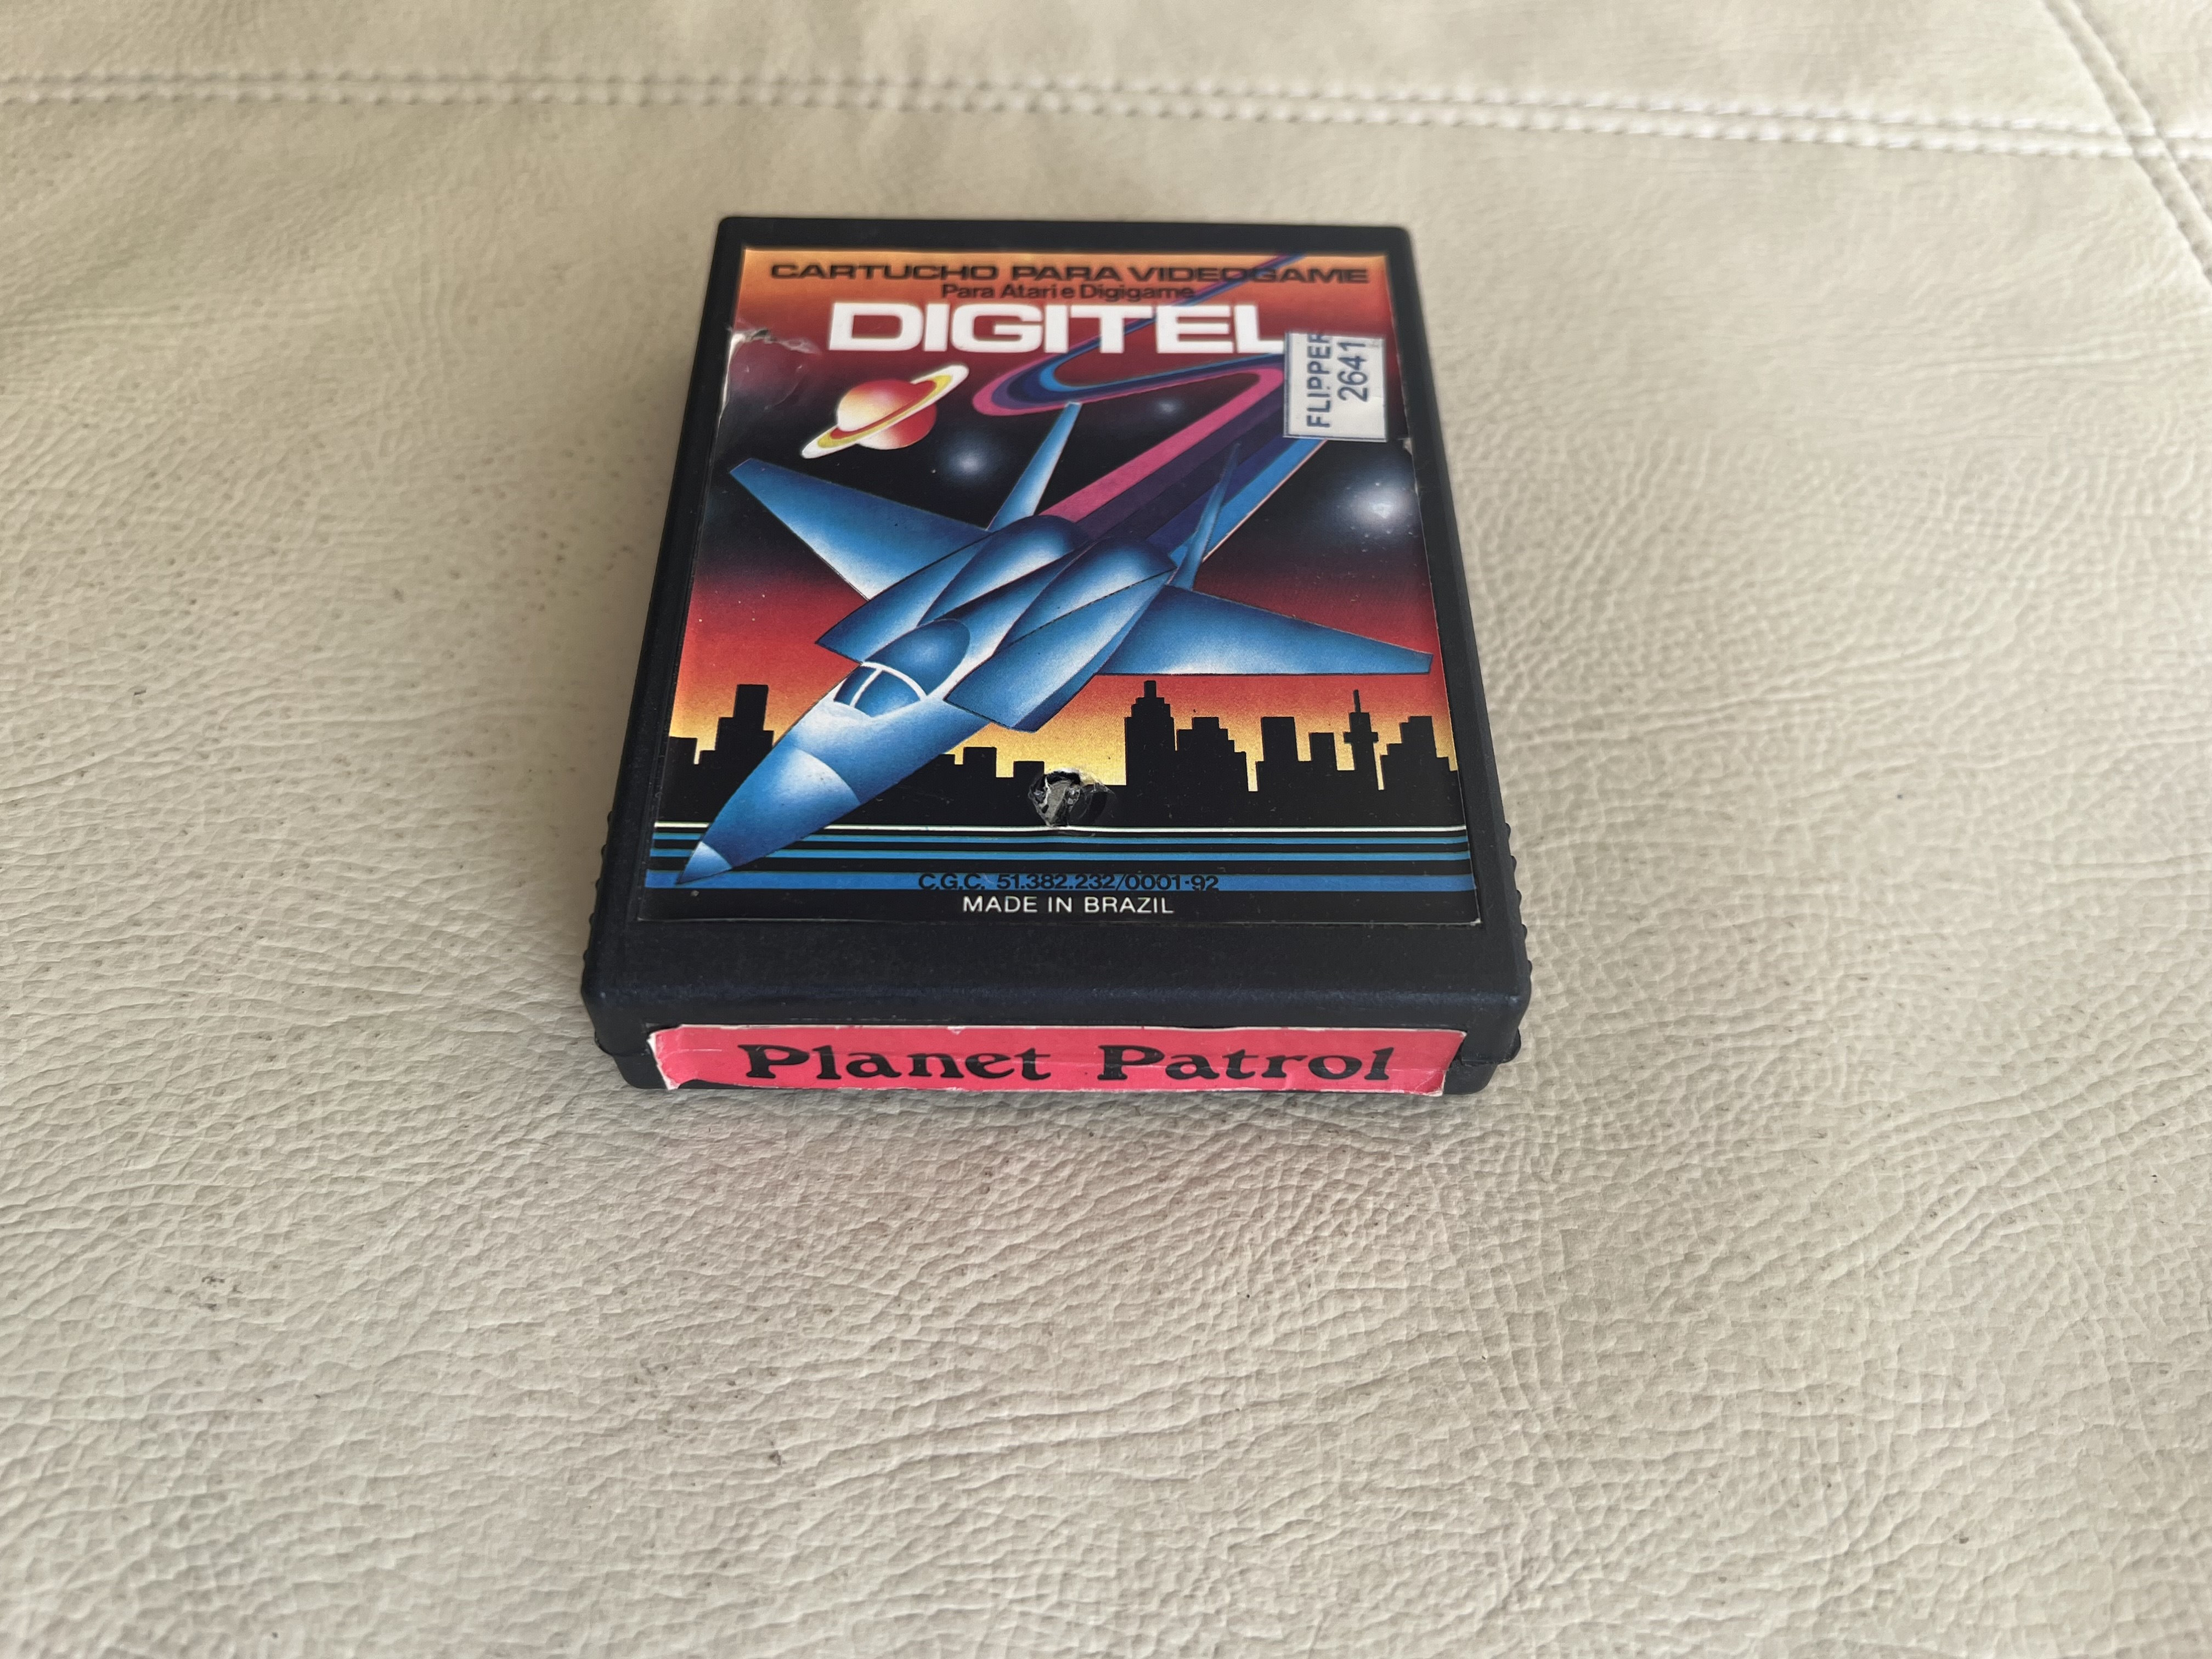 CARTUCHO PARA VIDEOGAME
Para Atari e Digigame
DIGITEL
FLIPPER
2641
C.G.C. 51.382.232/0001-92
MADE IN BRAZIL
Planet Patrol